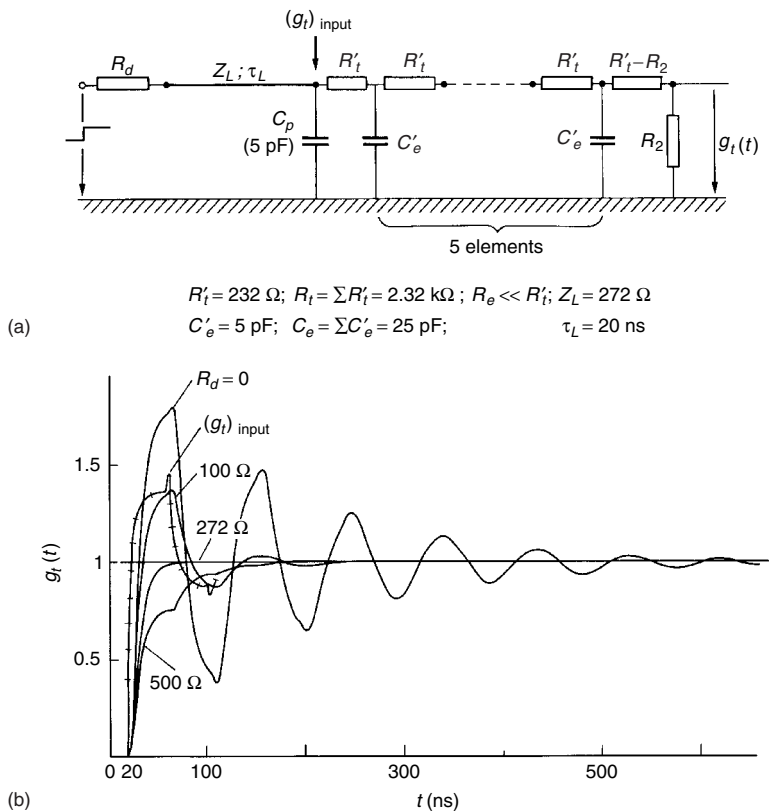 (g_t) input
R_d
Z_L ; τ_L
R′_t
R′_t
R′_t
R′_t–R_2
C_p
(5 pF)
C′_e
C′_e
R_2
g_t(t)
5 elements
R′_t = 232 Ω; R_t = ∑R′_t = 2.32 kΩ ; R_e << R′_t; Z_L = 272 Ω
(a)
C′_e = 5 pF; C_e = ∑C′_e = 25 pF; τ_L = 20 ns
R_d = 0
(g_t) input
1.5
100 Ω
272 Ω
g_t(t)
1
0.5
500 Ω
0 20 100 300 500
(b)
t (ns)